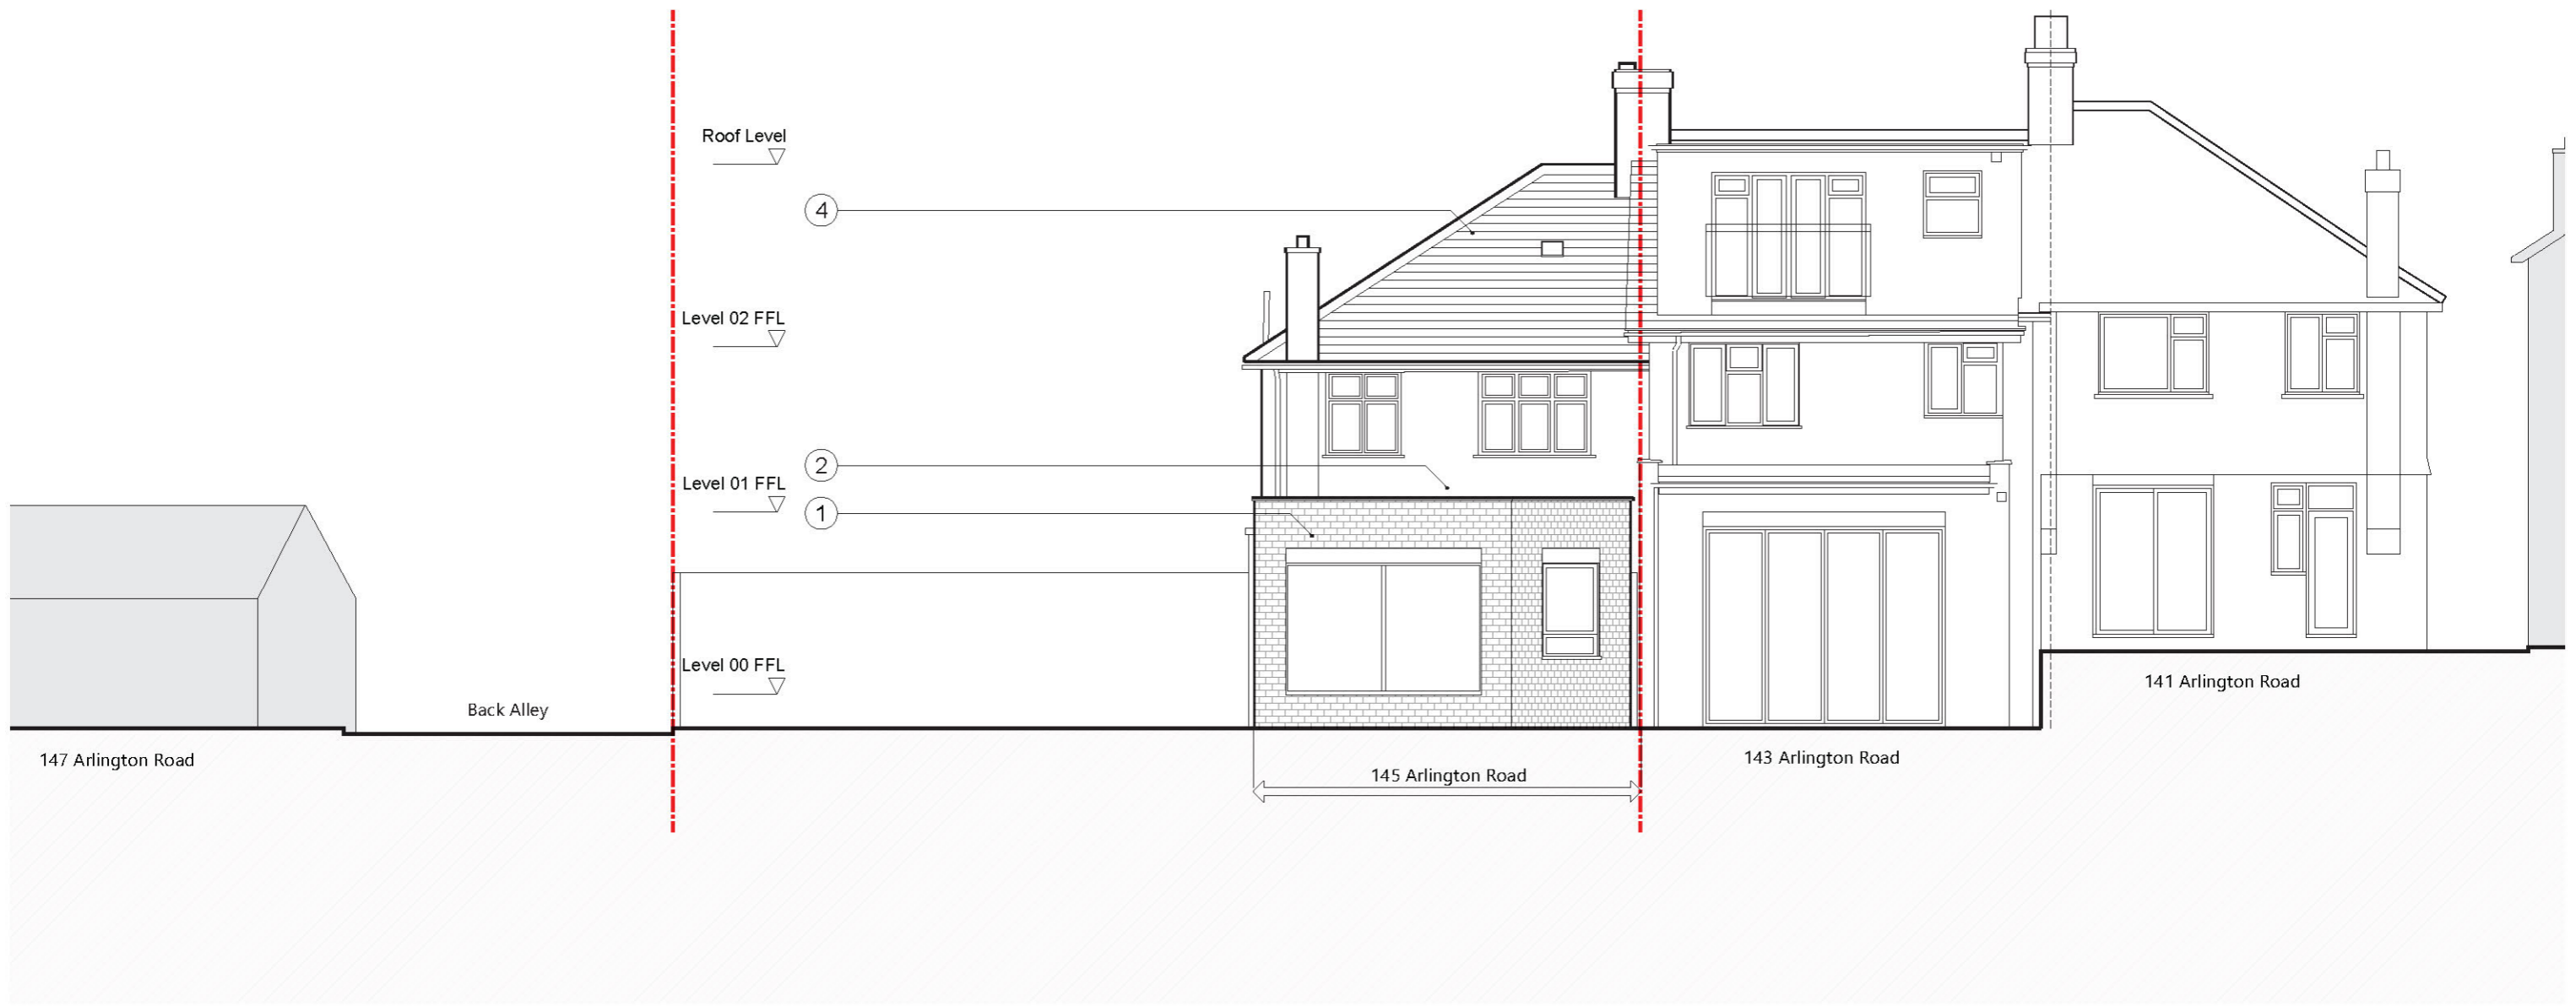 Roof Level
4
Level 02 FFL
2
Level 01 FFL
1
Level 00 FFL
Back Alley
141 Arlington Road
147 Arlington Road
143 Arlington Road
145 Arlington Road